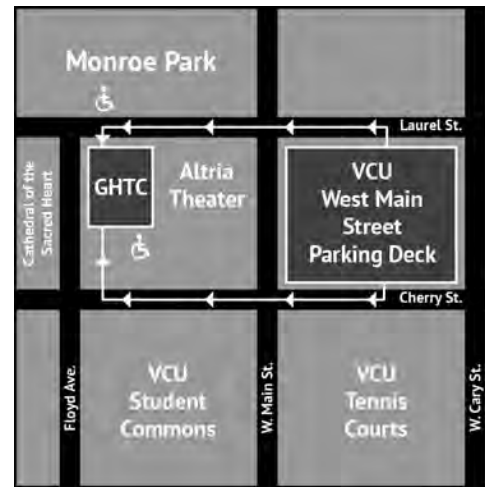 Monroe Park
Laurel St.
Cathedral of the
Sacred Heart
GHTC
Altria
Theater
VCU
West Main
Street
Parking Deck
Cherry St.
Floyd Ave.
VCU
Student
Commons
W. Main St.
VCU
Tennis
Courts
W. Cary St.